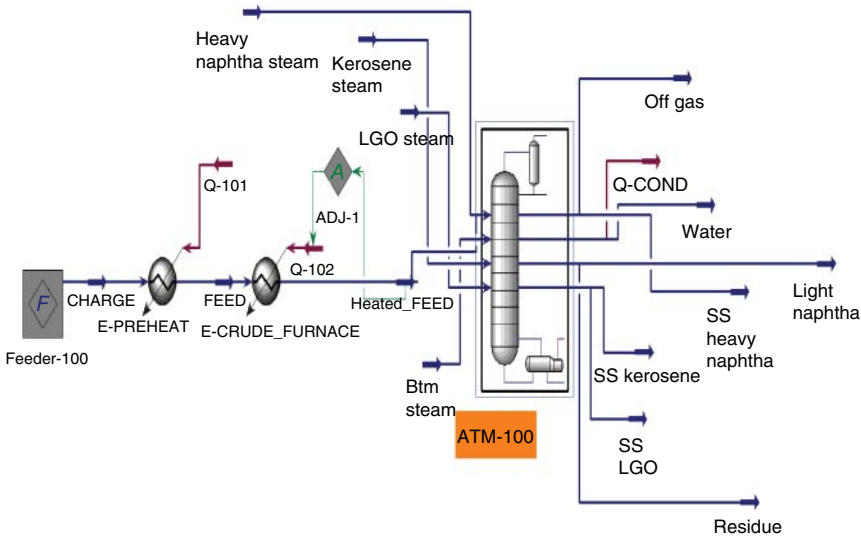 Heavy
naphtha steam
Kerosene
steam
LGO steam
Off gas
Q-COND
Water
Q-101
A
ADJ-1
Q-102
F
CHARGE
FEED
Heated_FEED
E-PREHEAT
E-CRUDE_FURNACE
Feeder-100
Light
naphtha
SS
heavy
naphtha
SS kerosene
Btm
steam
ATM-100
SS
LGO
Residue